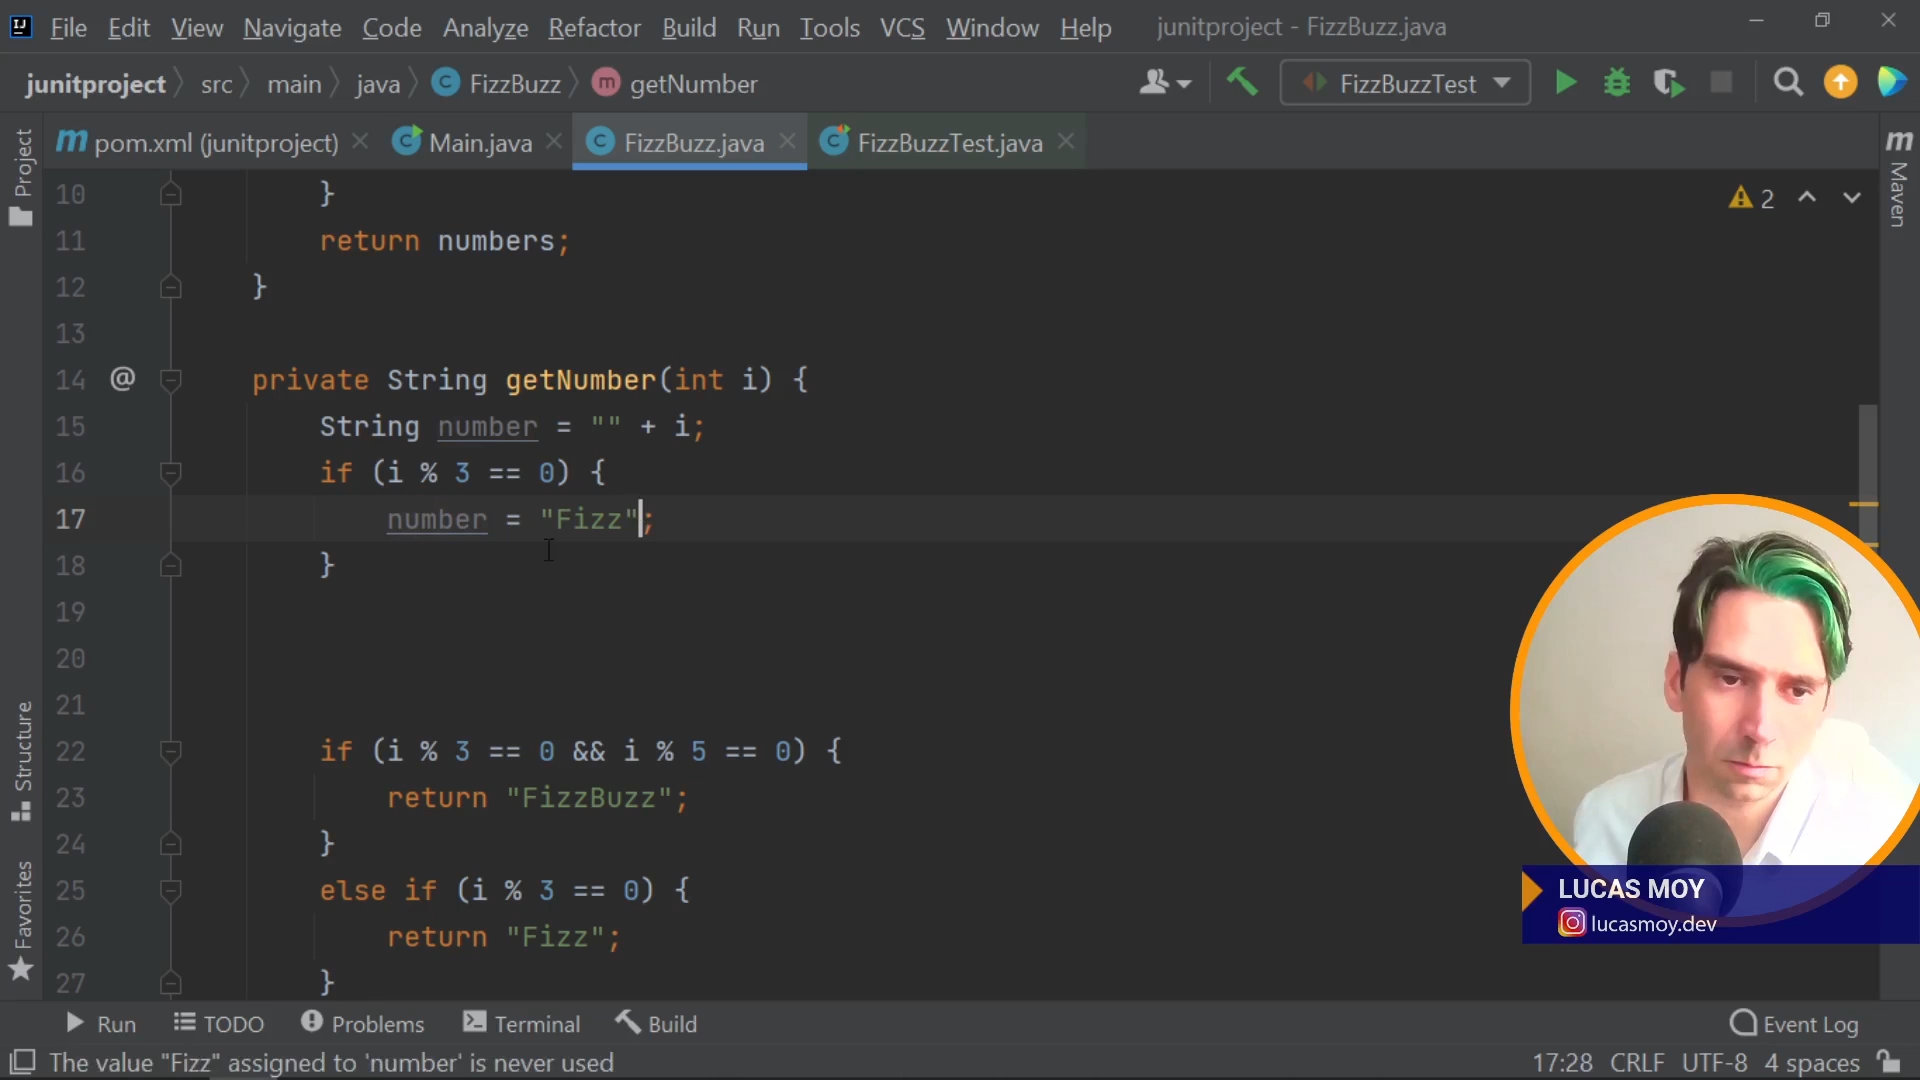 IJ File Edit View Navigate Code Analyze Refactor Build Run Tools VCS Window Help junitproject - FizzBuzz.java
junitproject src main java C FizzBuzz m getNumber FizzBuzzTest
m pom.xml (junitproject) C Main.java C FizzBuzz.java C FizzBuzzTest.java
Project
Structure
Favorites
m Maven
2
10 }
11 return numbers;
12 }
13
14 @ private String getNumber(int i) {
15 String number = "" + i;
16 if (i % 3 == 0) {
17 number = "Fizz";
18 }
19
20
21
22 if (i % 3 == 0 && i % 5 == 0) {
23 return "FizzBuzz";
24 }
25 else if (i % 3 == 0) {
26 return "Fizz";
27 }
LUCAS MOY
lucasmoy.dev
Run TODO Problems Terminal Build Event Log
The value "Fizz" assigned to 'number' is never used 17:28 CRLF UTF-8 4 spaces